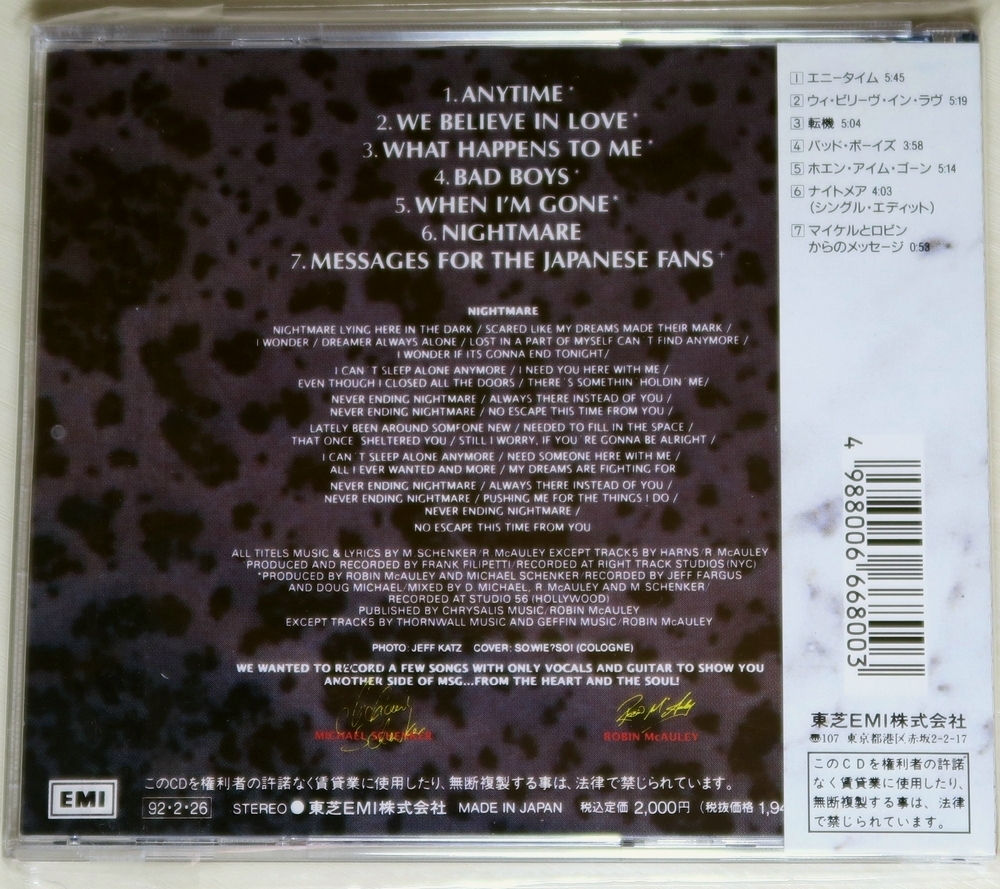 1. ANYTIME *
2. WE BELIEVE IN LOVE *
3. WHAT HAPPENS TO ME *
4. BAD BOYS *
5. WHEN I'M GONE *
6. NIGHTMARE
7. MESSAGES FOR THE JAPANESE FANS +
NIGHTMARE
NIGHTMARE LYING HERE IN THE DARK / SCARED LIKE MY DREAMS MADE THEIR MARK /
I WONDER / DREAMER ALWAYS ALONE / LOST IN A PART OF MYSELF CAN´T FIND ANYMORE /
I WONDER IF ITS GONNA END TONIGHT/
I CAN´T SLEEP ALONE ANYMORE / I NEED YOU HERE WITH ME /
EVEN THOUGH I CLOSED ALL THE DOORS / THERE´S SOMETHIN´HOLDIN´ME/
NEVER ENDING NIGHTMARE / ALWAYS THERE INSTEAD OF YOU /
NEVER ENDING NIGHTMARE / NO ESCAPE THIS TIME FROM YOU /
LATELY BEEN AROUND SOMEONE NEW / NEEDED TO FILL IN THE SPACE /
THAT ONCE SHELTERED YOU / STILL I WORRY, IF YOU´RE GONNA BE ALRIGHT /
I CAN´T SLEEP ALONE ANYMORE / NEED SOMEONE HERE WITH ME /
ALL I EVER WANTED AND MORE / MY DREAMS ARE FIGHTING FOR
NEVER ENDING NIGHTMARE / ALWAYS THERE INSTEAD OF YOU /
NEVER ENDING NIGHTMARE / PUSHING ME FOR THE THINGS I DO /
NEVER ENDING NIGHTMARE /
NO ESCAPE THIS TIME FROM YOU
ALL TITELS MUSIC & LYRICS BY M SCHENKER/R McAULEY EXCEPT TRACK5 BY HARNS/R McAULEY
PRODUCED AND RECORDED BY FRANK FILIPETTI/RECORDED AT RIGHT TRACK STUDIOS(NYC)
*PRODUCED BY ROBIN McAULEY AND MICHAEL SCHENKER/RECORDED BY JEFF FARGUS
AND DOUG MICHAEL/MIXED BY D MICHAEL, R McAULEY AND M SCHENKER/
RECORDED AT STUDIO 56 (HOLLYWOOD)
PUBLISHED BY CHRYSALIS MUSIC/ROBIN McAULEY
EXCEPT TRACK5 BY THORNWALL MUSIC AND GEFFIN MUSIC/ROBIN McAULEY
PHOTO: JEFF KATZ COVER: SO.WIE?SO! (COLOGNE)
WE WANTED TO RECORD A FEW SONGS WITH ONLY VOCALS AND GUITAR TO SHOW YOU
ANOTHER SIDE OF MSG...FROM THE HEART AND THE SOUL!
MICHAEL SCHENKER
ROBIN McAULEY
このCDを権利者の許諾なく賃貸業に使用したり、無断複製する事は、法律で禁じられています。
EMI 92・2・26 STEREO ● 東芝EMI株式会社 MADE IN JAPAN 税込定価 2,000円 (税抜価格 1,94
1 エニータイム 5:45
2 ウィ・ビリーヴ・イン・ラヴ 5:19
3 転機 5:04
4 バッド・ボーイズ 3:58
5 ホエン・アイム・ゴーン 5:14
6 ナイトメア 4:03
(シングル・エディット)
7 マイケルとロビン
からのメッセージ 0:53
4 988006 668003
東芝EMI株式会社
〠107 東京都港区赤坂2-2-17
このCDを権利者の許諾
なく賃貸業に使用したり、
無断複製する事は、法律
で禁じられています。